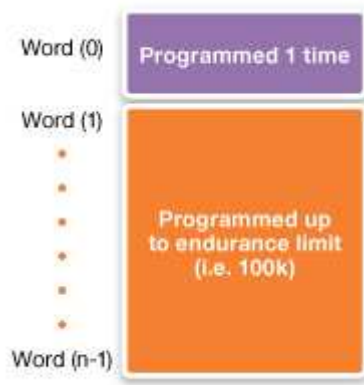 Word (0)
Programmed 1 time
Word (1)
Programmed up
to endurance limit
(i.e. 100k)
Word (n-1)